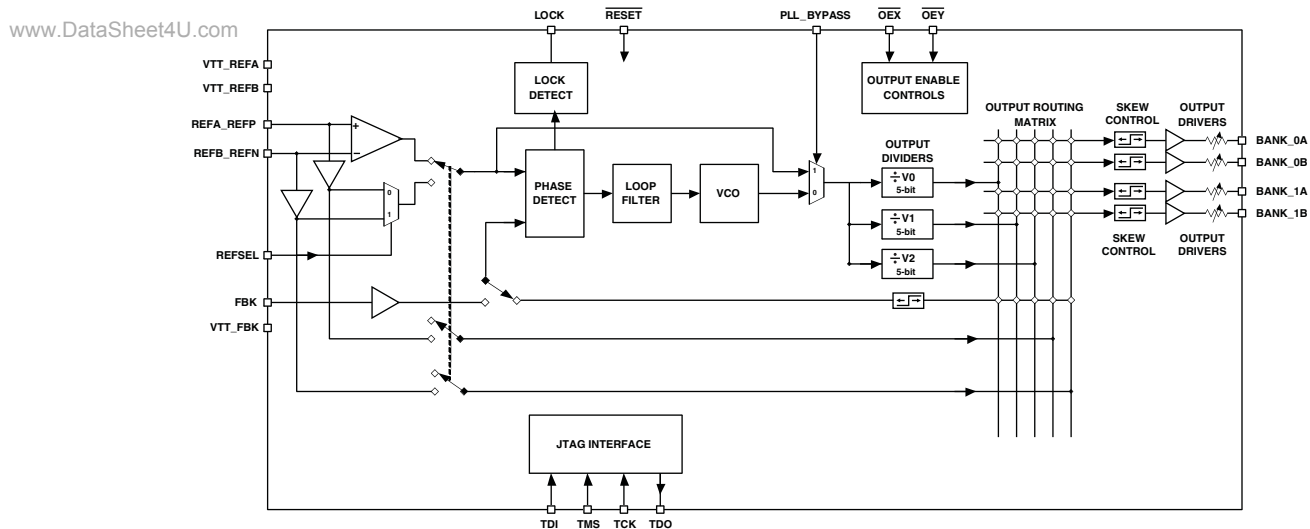 www.DataSheet4U.com
LOCK
RESET
PLL_BYPASS
OEX
OEY
VTT_REFA
VTT_REFB
REFA_REFP
REFB_REFN
REFSEL
FBK
VTT_FBK
+
−
0
1
LOCK
DETECT
PHASE
DETECT
LOOP
FILTER
VCO
1
0
OUTPUT ENABLE
CONTROLS
OUTPUT
DIVIDERS
÷ V0
5-bit
÷ V1
5-bit
÷ V2
5-bit
OUTPUT ROUTING
MATRIX
SKEW
CONTROL
OUTPUT
DRIVERS
BANK_0A
BANK_0B
BANK_1A
BANK_1B
SKEW
CONTROL
OUTPUT
DRIVERS
JTAG INTERFACE
TDI
TMS
TCK
TDO